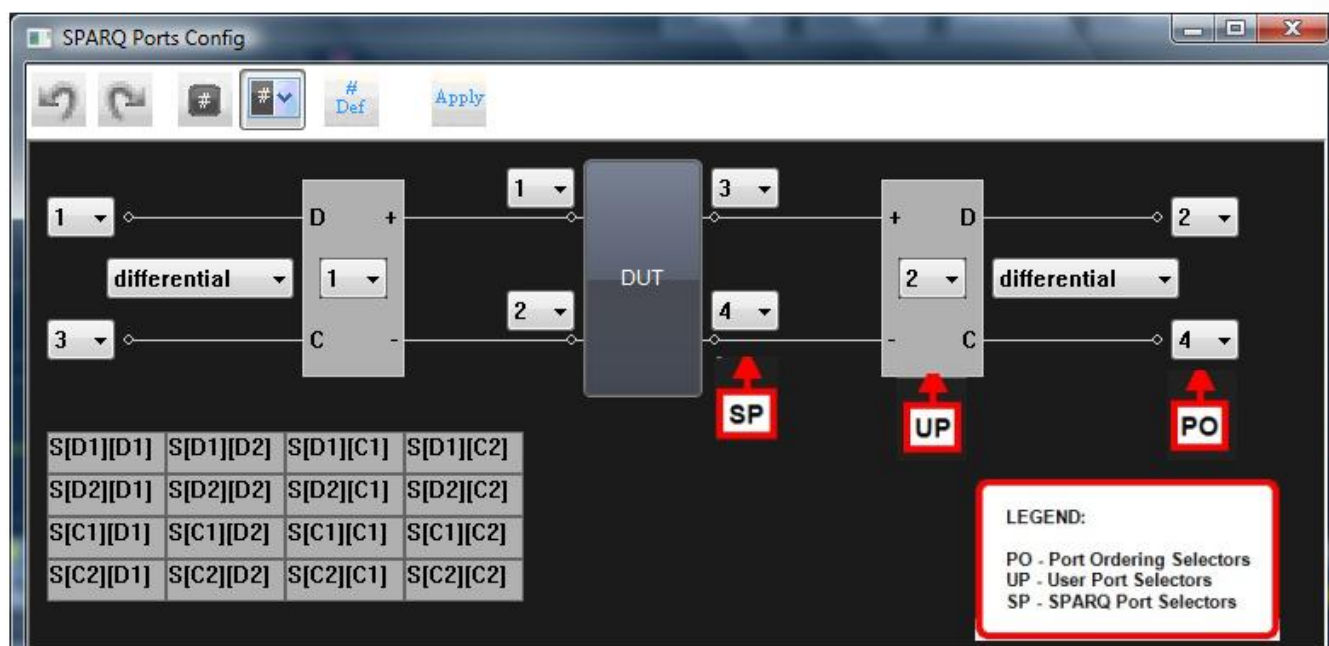 SPARQ Ports Config
# # # Def Apply
1 D + 1 DUT 3 + D 2
differential 1 2 differential
3 C - 2 4 - C 4
SP UP PO
S[D1][D1] S[D1][D2] S[D1][C1] S[D1][C2]
S[D2][D1] S[D2][D2] S[D2][C1] S[D2][C2]
S[C1][D1] S[C1][D2] S[C1][C1] S[C1][C2]
S[C2][D1] S[C2][D2] S[C2][C1] S[C2][C2]
LEGEND:
PO - Port Ordering Selectors
UP - User Port Selectors
SP - SPARQ Port Selectors